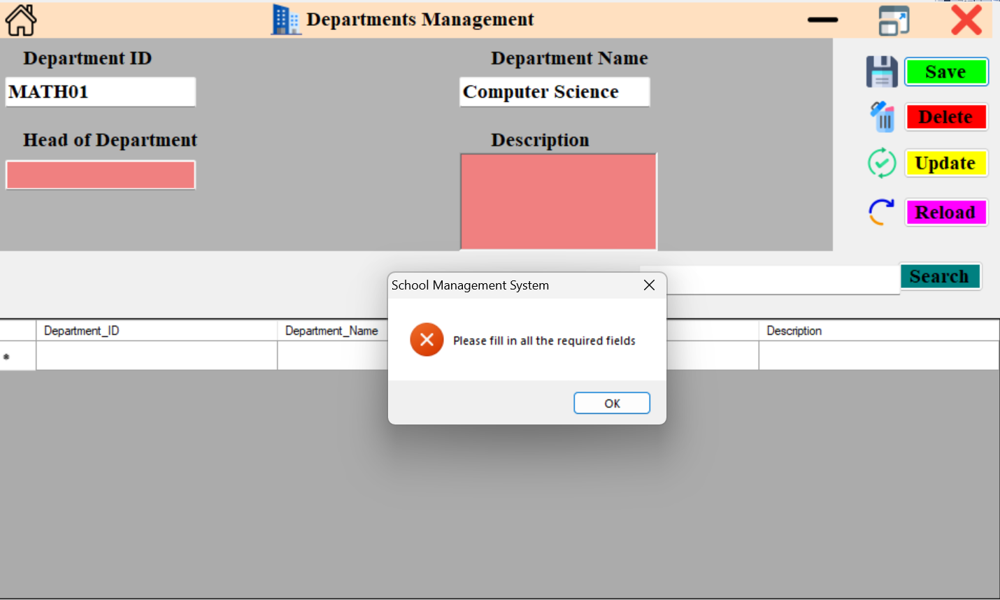 Departments Management
Department ID
Department Name
MATH01
Computer Science
Save
Delete
Head of Department
Description
Update
Reload
Search
School Management System
Please fill in all the required fields
OK
Department_ID
Department_Name
Description